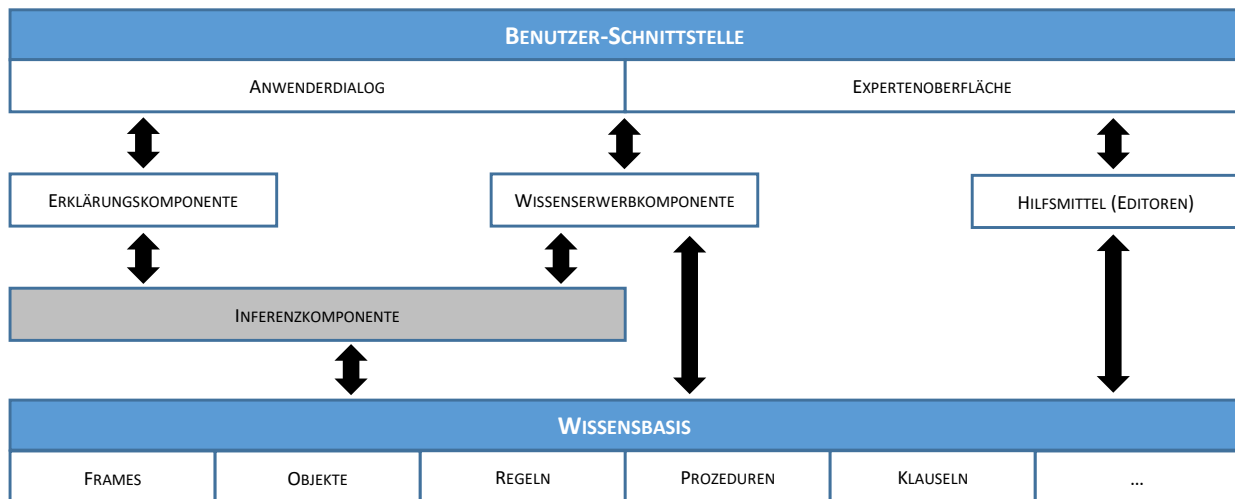 BENUTZER-SCHNITTSTELLE
ANWENDERDIALOG
EXPERTENOBERFLÄCHE
ERKLÄRUNGSKOMPONENTE
WISSENSERWERBKOMPONENTE
HILFSMITTEL (EDITOREN)
INFERENZKOMPONENTE
WISSENSBASIS
FRAMES
OBJEKTE
REGELN
PROZEDUREN
KLAUSELN
...